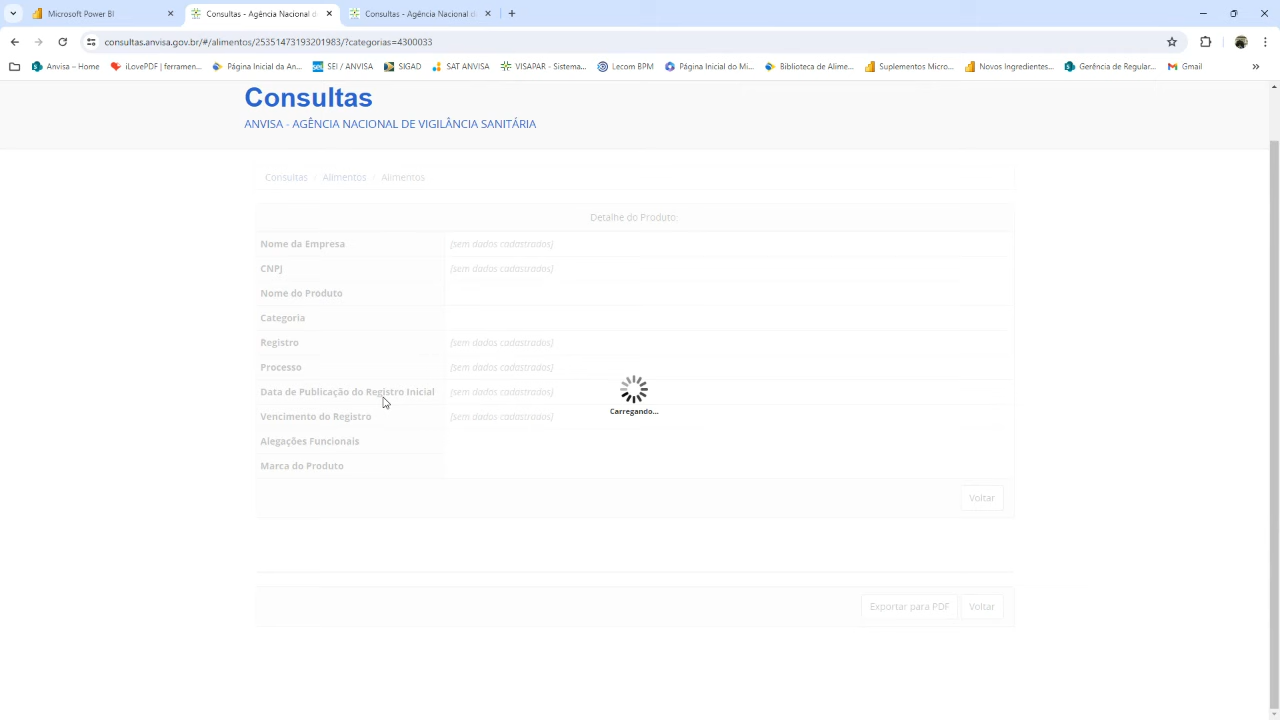 Microsoft Power BI
Consultas - Agência Nacional d
Consultas - Agência Nacional d
consultas.anvisa.gov.br/#/alimentos/25351473193201983/?categorias=4300033
Anvisa – Home
iLovePDF | ferramen...
Página Inicial da An...
SEI / ANVISA
SIGAD
SAT ANVISA
VISAPAR - Sistema...
Lecom BPM
Página Inicial do Mi...
Biblioteca de Alime...
Suplementos Micro...
Novos Ingredientes...
Gerência de Regular...
Gmail
Consultas
ANVISA - AGÊNCIA NACIONAL DE VIGILÂNCIA SANITÁRIA
Consultas / Alimentos / Alimentos
Detalhe do Produto:
Nome da Empresa [sem dados cadastrados]
CNPJ [sem dados cadastrados]
Nome do Produto
Categoria
Registro [sem dados cadastrados]
Processo [sem dados cadastrados]
Data de Publicação do Registro Inicial [sem dados cadastrados]
Carregando...
Vencimento do Registro [sem dados cadastrados]
Alegações Funcionais
Marca do Produto
Voltar
Exportar para PDF Voltar